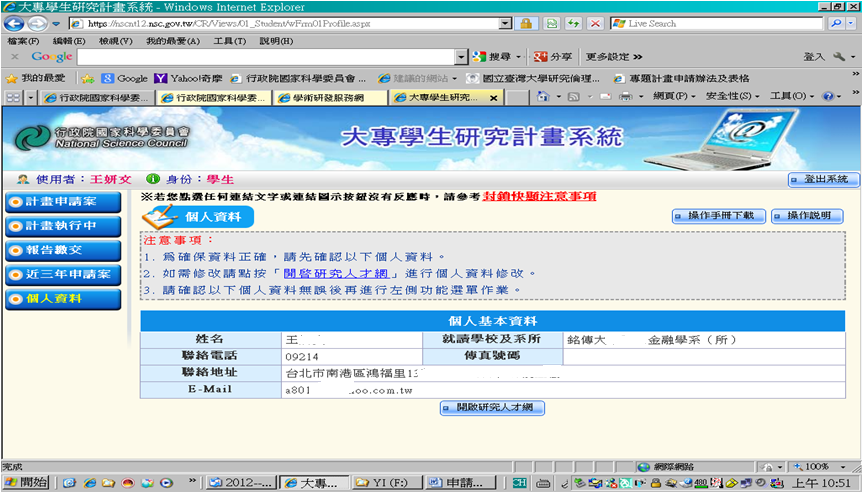 大專學生研究計畫系統 - Windows Internet Explorer
https://nscnt12.nsc.gov.tw/CR/Views/01_Student/wFrm01Profile.aspx
Live Search
檔案(F) 編輯(E) 檢視(V) 我的最愛(A) 工具(T) 說明(H)
Google 搜尋 分享 更多設定 » 登入
我的最愛 Google Yahoo!奇摩 行政院國家科學委員會 ... 建議的網站 國立臺灣大學研究倫理... 專題計畫申請辦法及表格
行政院國家科學委... 行政院國家科學委... 學術研發服務網 大專學生研究... 網頁(P) 安全性(S) 工具(O)
行政院國家科學委員會
National Science Council
大專學生研究計畫系統
使用者：王妍文 身份：學生 登出系統
計畫申請案
計畫執行中
報告繳交
近三年申請案
個人資料
※若您點選任何連結文字或連結圖示按鈕沒有反應時，請參考封鎖快顯注意事項
個人資料 操作手冊下載 操作說明
注意事項：
1. 為確保資料正確，請先確認以下個人資料。
2. 如需修改請點按「開啓研究人才網」進行個人資料修改。
3. 請確認以下個人資料無誤後再進行左側功能選單作業。
個人基本資料
姓名 王 就讀學校及系所 銘傳大 金融學系（所）
聯絡電話 09214 傳真號碼
聯絡地址 台北市南港區鴻福里13
E-Mail a801 oo.com.tw
開啟研究人才網
完成 網際網路 100%
開始 2012--... 大專... YI (F:) 申請... CH 上午 10:51